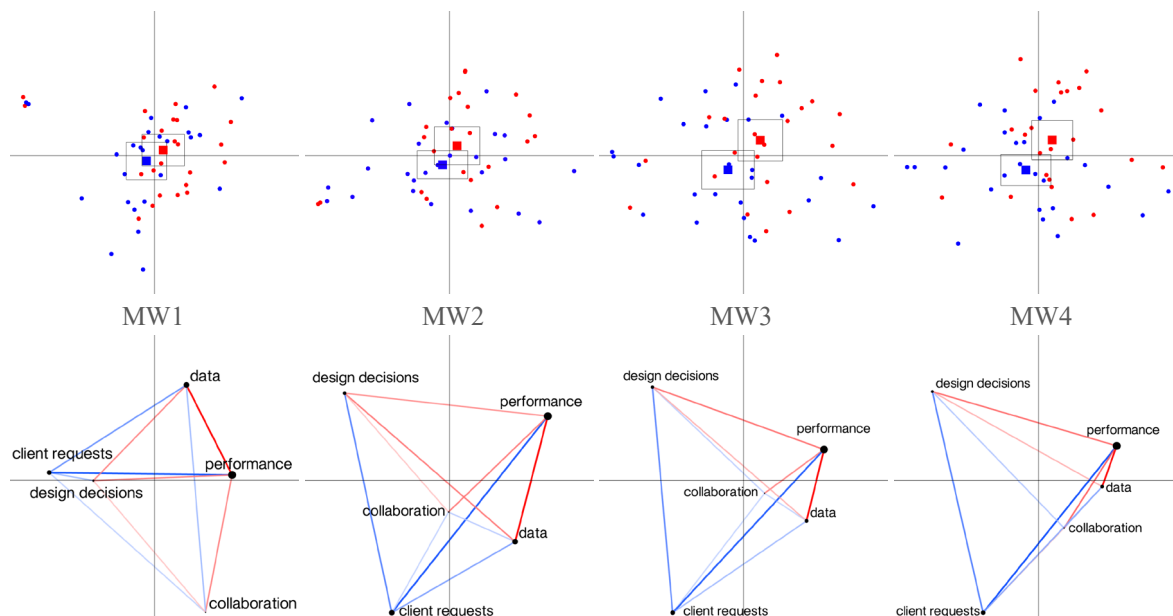 MW1
MW2
MW3
MW4
data
client requests
performance
design decisions
collaboration
design decisions
performance
collaboration
data
client requests
design decisions
performance
collaboration
data
client requests
design decisions
performance
data
collaboration
client requests